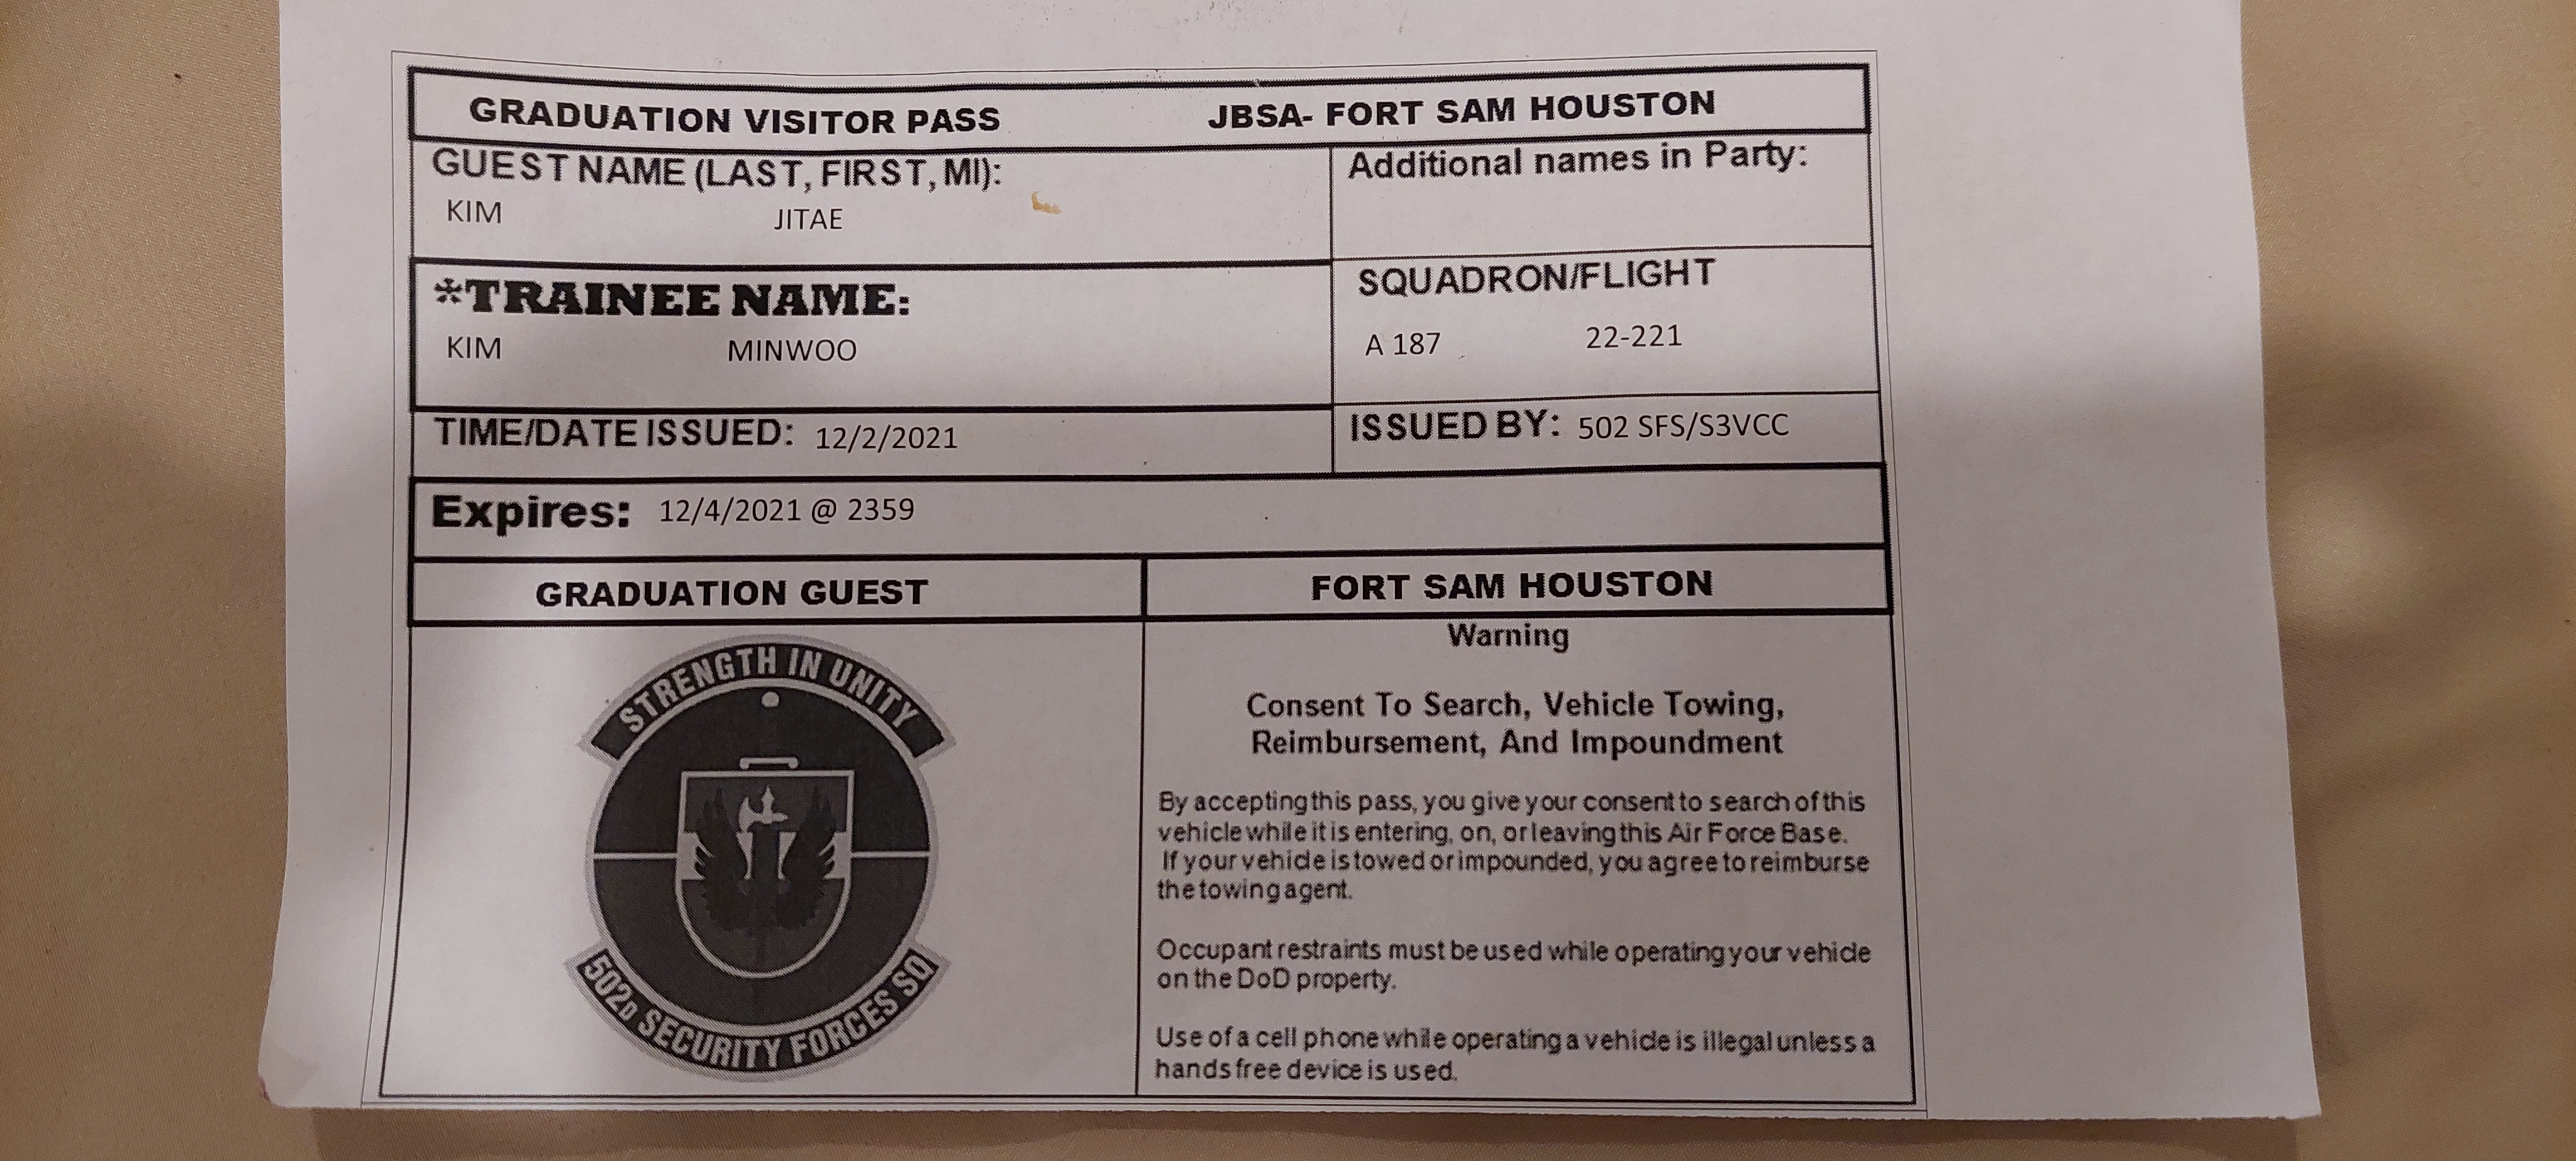 GRADUATION VISITOR PASS JBSA- FORT SAM HOUSTON
GUEST NAME (LAST, FIRST, MI):
KIM JITAE
Additional names in Party:
*TRAINEE NAME:
KIM MINWOO
SQUADRON/FLIGHT
A 187 22-221
TIME/DATE ISSUED: 12/2/2021
ISSUED BY: 502 SFS/S3VCC
Expires: 12/4/2021 @ 2359
GRADUATION GUEST
STRENGTH IN UNITY
502D SECURITY FORCES SQ
FORT SAM HOUSTON
Warning
Consent To Search, Vehicle Towing,
Reimbursement, And Impoundment
By accepting this pass, you give your consent to search of this
vehicle while it is entering, on, or leaving this Air Force Base.
If your vehicle is towed or impounded, you agree to reimburse
the towing agent.
Occupant restraints must be used while operating your vehicle
on the DoD property.
Use of a cell phone while operating a vehicle is illegal unless a
hands free device is used.